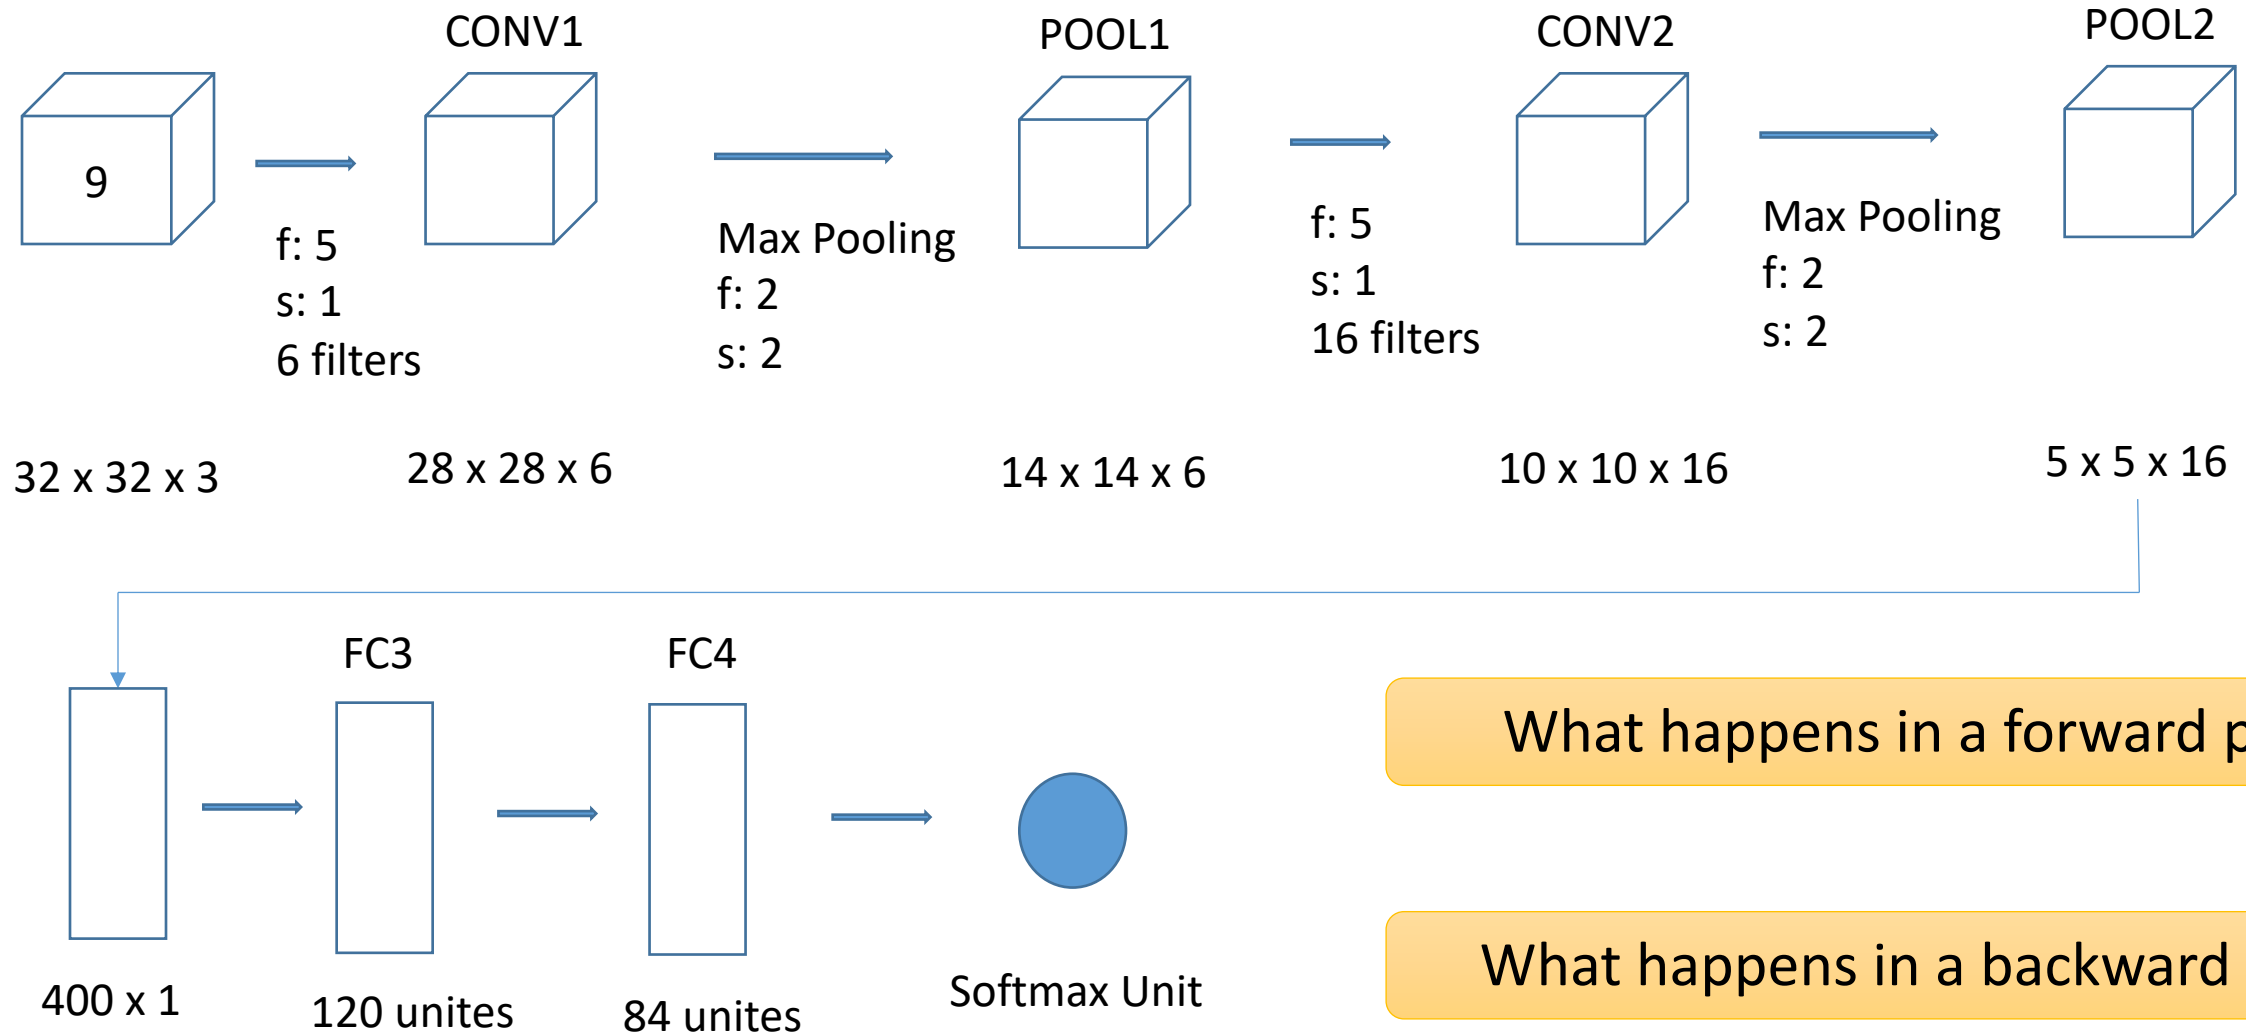 CONV1
POOL1
CONV2
POOL2
9
f: 5
s: 1
6 filters
Max Pooling
f: 2
s: 2
f: 5
s: 1
16 filters
Max Pooling
f: 2
s: 2
32 x 32 x 3
28 x 28 x 6
14 x 14 x 6
10 x 10 x 16
5 x 5 x 16
FC3
FC4
400 x 1
120 unites
84 unites
Softmax Unit
What happens in a forward
What happens in a backward